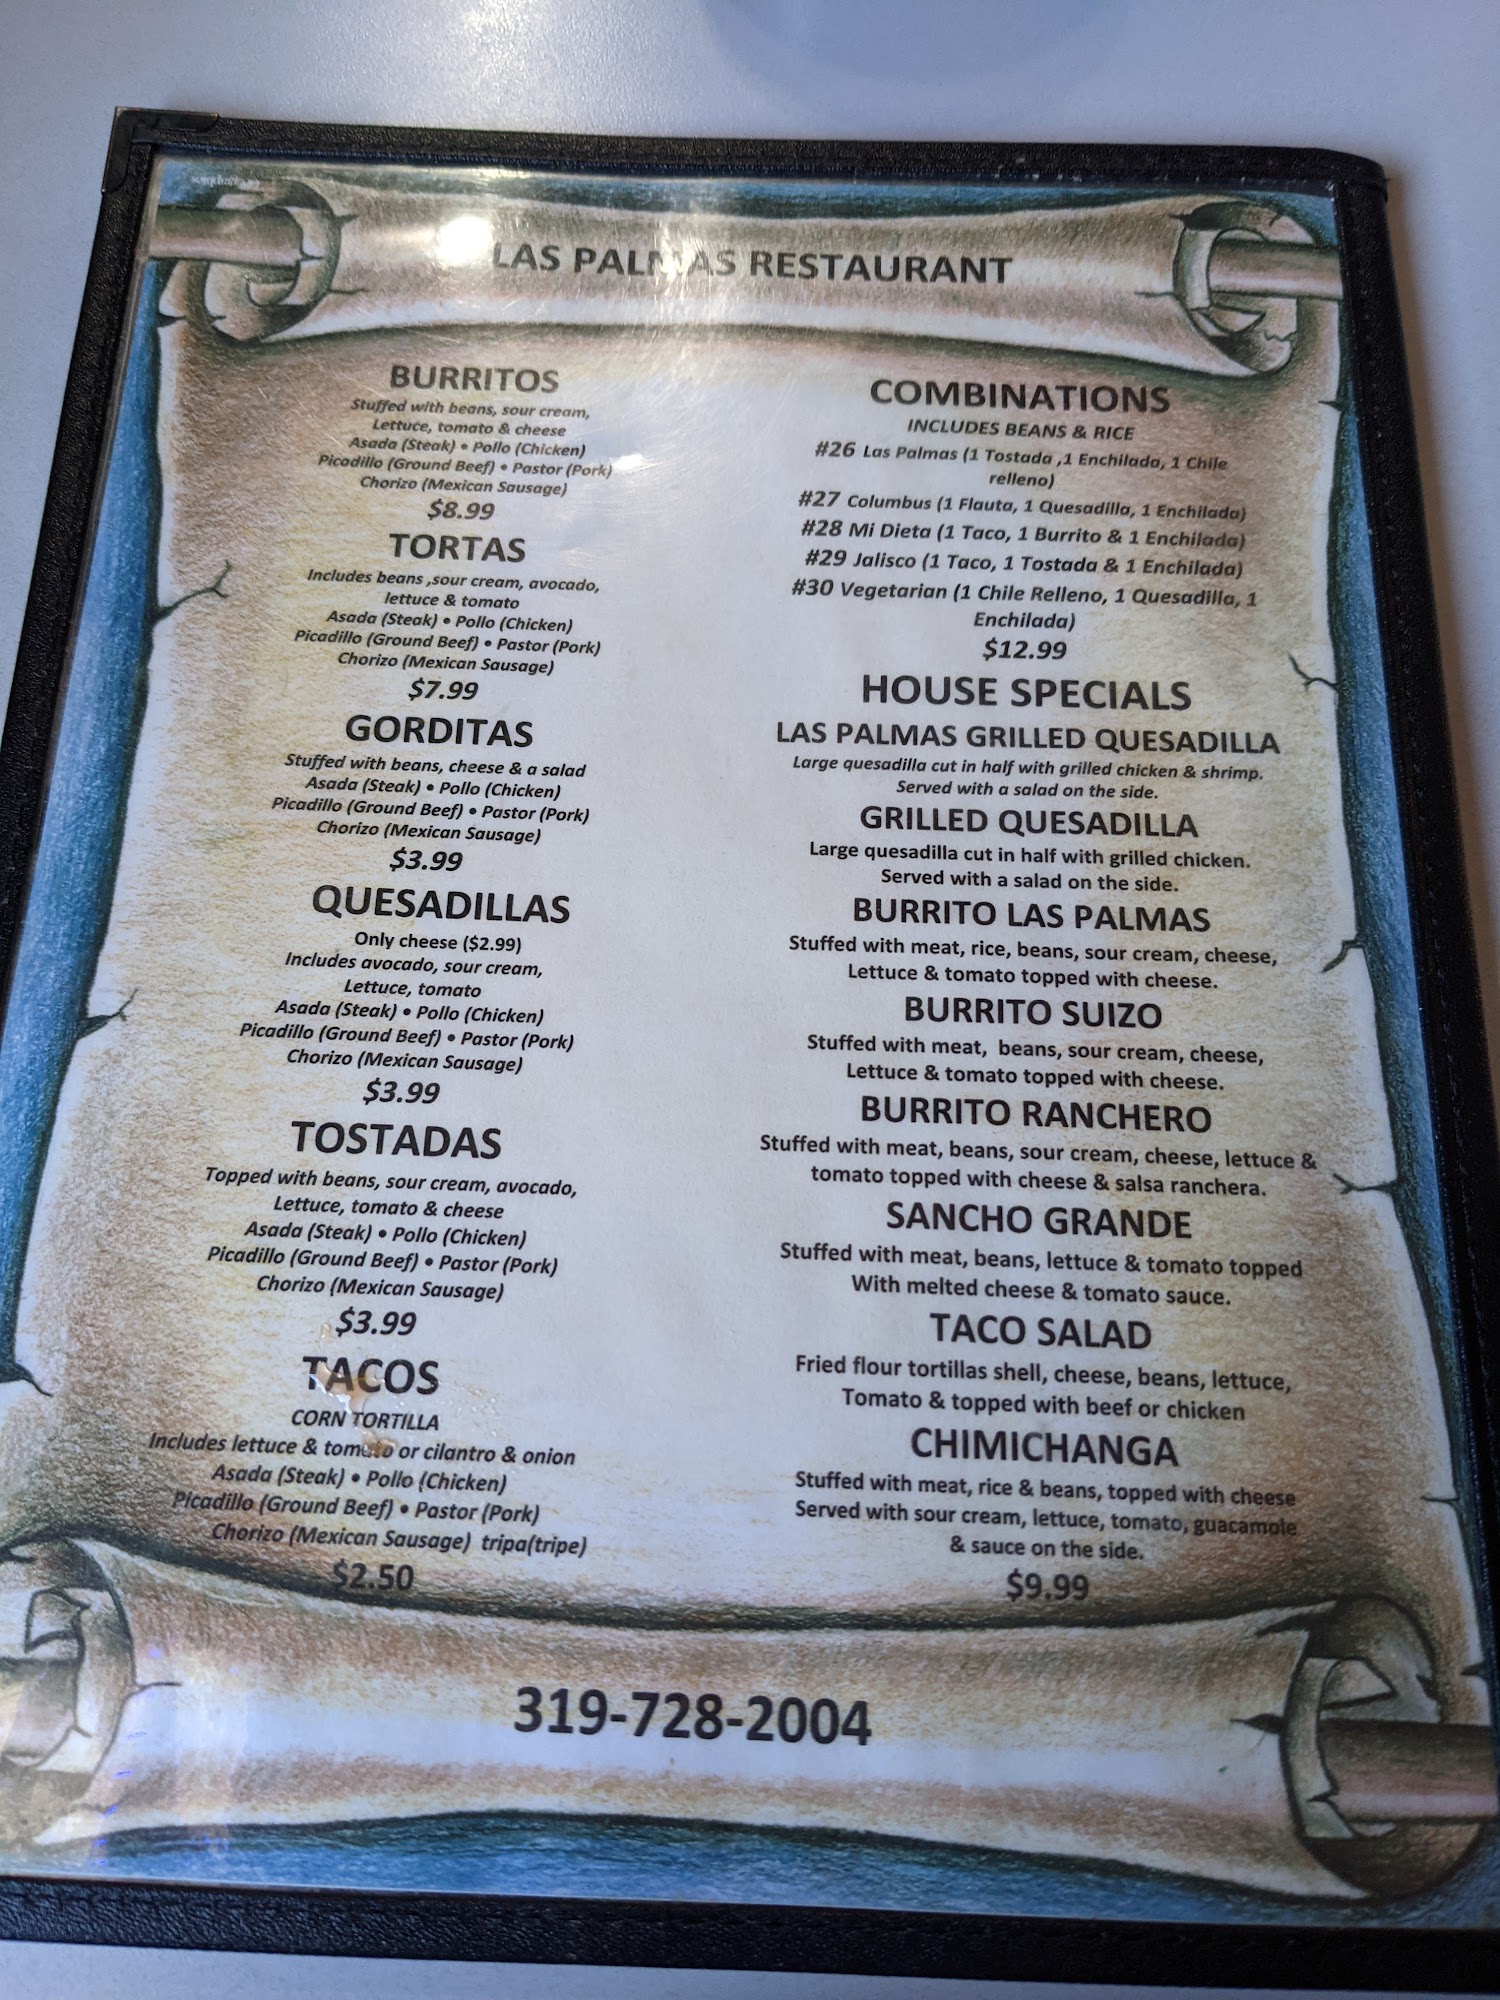 LAS PALMAS RESTAURANT
BURRITOS
Stuffed with beans, sour cream,
Lettuce, tomato & cheese
Asada (Steak) • Pollo (Chicken)
Picadillo (Ground Beef) • Pastor (Pork)
Chorizo (Mexican Sausage)
$8.99
TORTAS
Includes beans ,sour cream, avocado,
lettuce & tomato
Asada (Steak) • Pollo (Chicken)
Picadillo (Ground Beef) • Pastor (Pork)
Chorizo (Mexican Sausage)
$7.99
GORDITAS
Stuffed with beans, cheese & a salad
Asada (Steak) • Pollo (Chicken)
Picadillo (Ground Beef) • Pastor (Pork)
Chorizo (Mexican Sausage)
$3.99
QUESADILLAS
Only cheese ($2.99)
Includes avocado, sour cream,
Lettuce, tomato
Asada (Steak) • Pollo (Chicken)
Picadillo (Ground Beef) • Pastor (Pork)
Chorizo (Mexican Sausage)
$3.99
TOSTADAS
Topped with beans, sour cream, avocado,
Lettuce, tomato & cheese
Asada (Steak) • Pollo (Chicken)
Picadillo (Ground Beef) • Pastor (Pork)
Chorizo (Mexican Sausage)
$3.99
TACOS
CORN TORTILLA
Includes lettuce & tomato or cilantro & onion
Asada (Steak) • Pollo (Chicken)
Picadillo (Ground Beef) • Pastor (Pork)
Chorizo (Mexican Sausage) tripa(tripe)
$2.50
COMBINATIONS
INCLUDES BEANS & RICE
#26 Las Palmas (1 Tostada ,1 Enchilada, 1 Chile
relleno)
#27 Columbus (1 Flauta, 1 Quesadilla, 1 Enchilada)
#28 Mi Dieta (1 Taco, 1 Burrito & 1 Enchilada)
#29 Jalisco (1 Taco, 1 Tostada & 1 Enchilada)
#30 Vegetarian (1 Chile Relleno, 1 Quesadilla, 1
Enchilada)
$12.99
HOUSE SPECIALS
LAS PALMAS GRILLED QUESADILLA
Large quesadilla cut in half with grilled chicken & shrimp.
Served with a salad on the side.
GRILLED QUESADILLA
Large quesadilla cut in half with grilled chicken.
Served with a salad on the side.
BURRITO LAS PALMAS
Stuffed with meat, rice, beans, sour cream, cheese,
Lettuce & tomato topped with cheese.
BURRITO SUIZO
Stuffed with meat, beans, sour cream, cheese,
Lettuce & tomato topped with cheese.
BURRITO RANCHERO
Stuffed with meat, beans, sour cream, cheese, lettuce &
tomato topped with cheese & salsa ranchera.
SANCHO GRANDE
Stuffed with meat, beans, lettuce & tomato topped
With melted cheese & tomato sauce.
TACO SALAD
Fried flour tortillas shell, cheese, beans, lettuce,
Tomato & topped with beef or chicken
CHIMICHANGA
Stuffed with meat, rice & beans, topped with cheese
Served with sour cream, lettuce, tomato, guacamole
& sauce on the side.
$9.99
319-728-2004